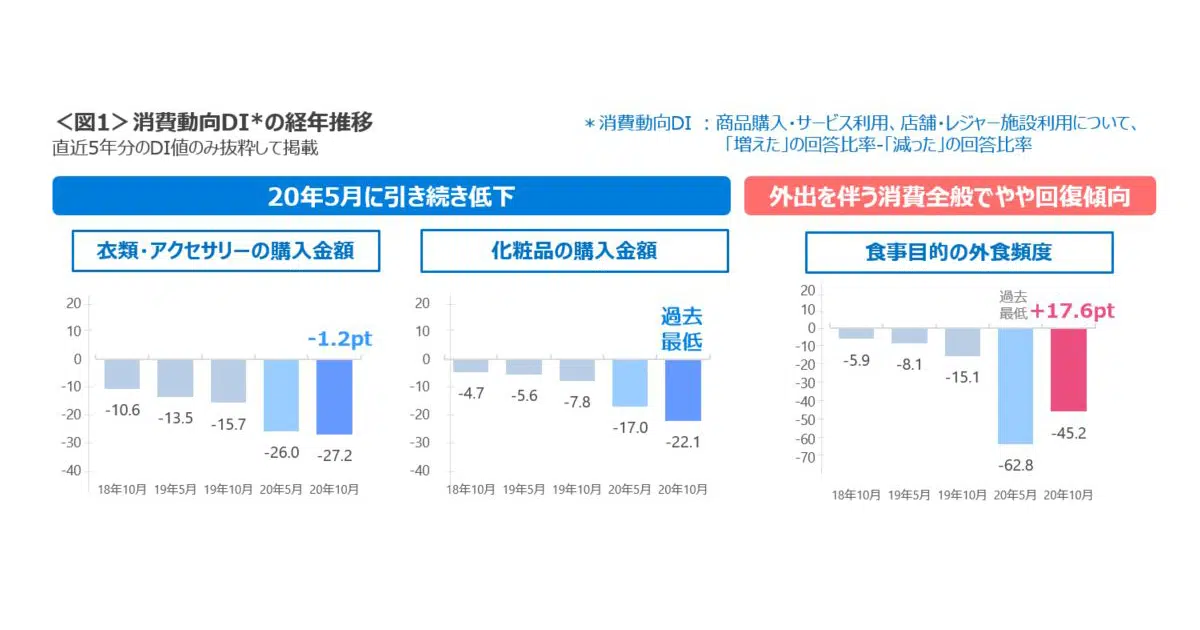 ＜図1＞消費動向DI*の経年推移
直近5年分のDI値のみ抜粋して掲載
＊消費動向DI ：商品購入・サービス利用、店舗・レジャー施設利用について、
「増えた」の回答比率-「減った」の回答比率
20年5月に引き続き低下
外出を伴う消費全般でやや回復傾向
衣類・アクセサリーの購入金額
20
10
0
-10
-20
-30
-40
-1.2pt
-10.6
-13.5
-15.7
-26.0
-27.2
18年10月 19年5月 19年10月 20年5月 20年10月
化粧品の購入金額
20
10
0
-10
-20
-30
-40
過去
最低
-4.7
-5.6
-7.8
-17.0
-22.1
18年10月 19年5月 19年10月 20年5月 20年10月
食事目的の外食頻度
20
10
0
-10
-20
-30
-40
-50
-60
-70
過去
最低
+17.6pt
-5.9
-8.1
-15.1
-62.8
-45.2
18年10月 19年5月 19年10月 20年5月 20年10月